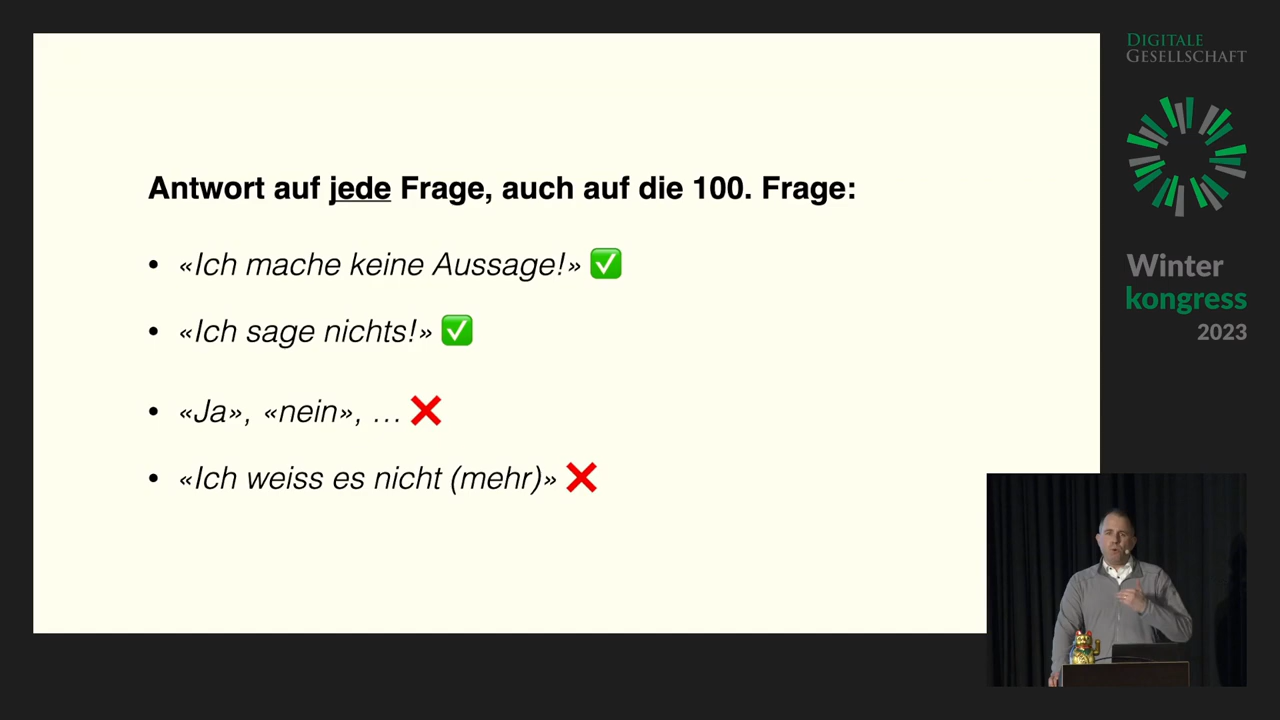 Antwort auf jede Frage, auch auf die 100. Frage:
• «Ich mache keine Aussage!» ✅
• «Ich sage nichts!» ✅
• «Ja», «nein», … ❌
• «Ich weiss es nicht (mehr)» ❌
DIGITALE
GESELLSCHAFT
Winter
kongress
2023